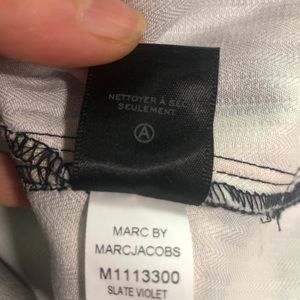 NETTOYER À SEC
SEULEMENT
A
MARC BY
MARCJACOBS
M1113300
SLATE VIOLET